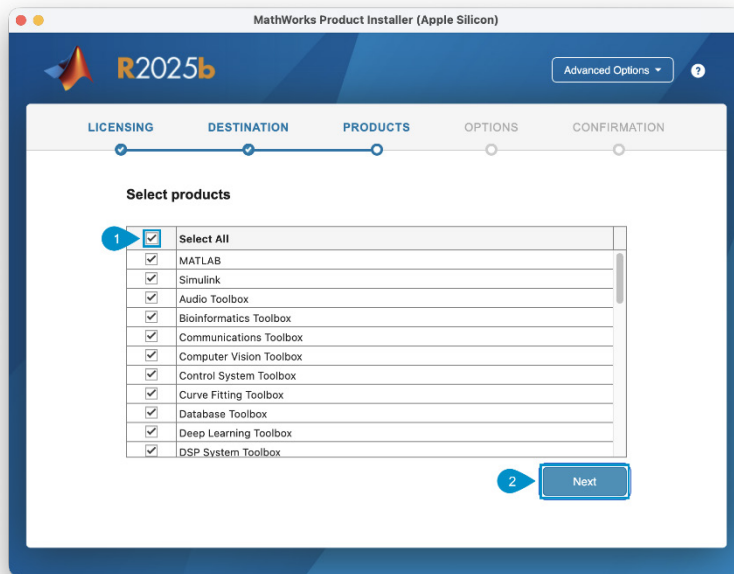 MathWorks Product Installer (Apple Silicon)
R2025b
Advanced Options
?
LICENSING DESTINATION PRODUCTS OPTIONS CONFIRMATION
Select products
1
Select All
MATLAB
Simulink
Audio Toolbox
Bioinformatics Toolbox
Communications Toolbox
Computer Vision Toolbox
Control System Toolbox
Curve Fitting Toolbox
Database Toolbox
Deep Learning Toolbox
DSP System Toolbox
2
Next